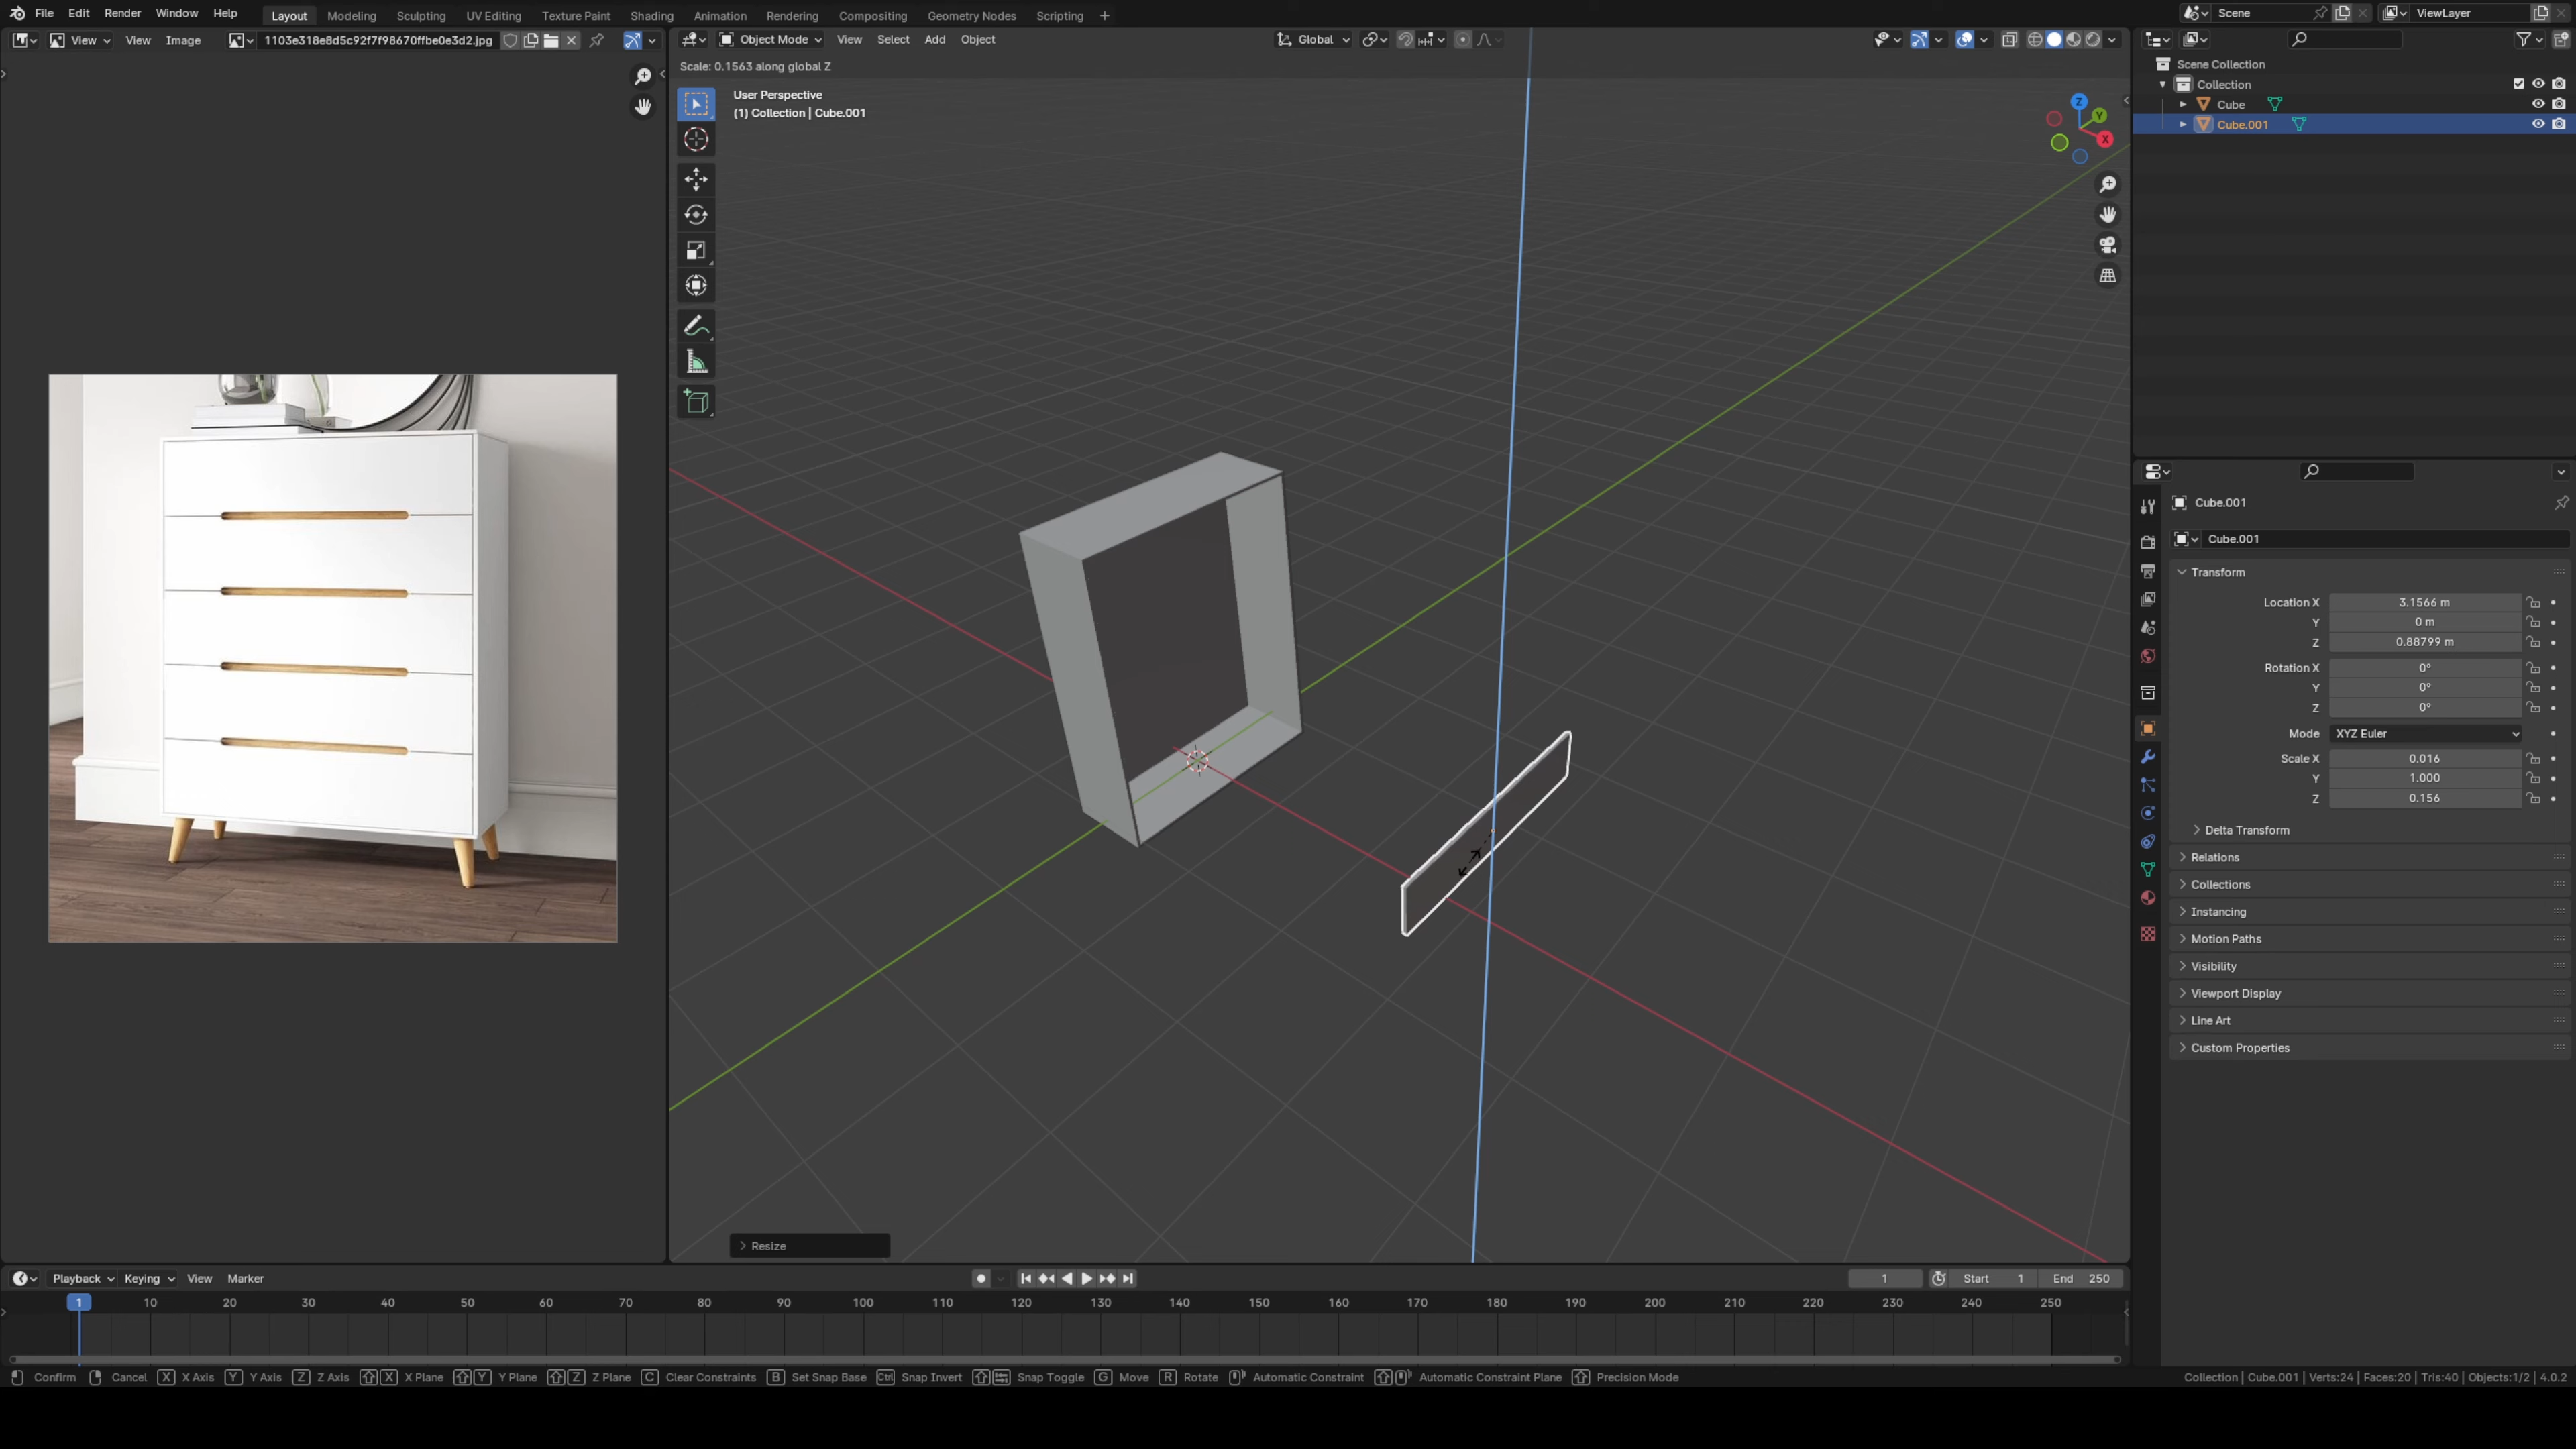 File Edit Render Window Help Layout Modeling Sculpting UV Editing Texture Paint Shading Animation Rendering Compositing Geometry Nodes Scripting + Scene ViewLayer
View View Image 1103e318e8d5c92f7f98670ffbe0e3d2.jpg Object Mode View Select Add Object Global
Scale: 0.1563 along global Z
User Perspective
(1) Collection | Cube.001
Z
Y
X
Scene Collection
Collection
Cube
Cube.001
Cube.001
Cube.001
Transform
Location X 3.1566 m
Y 0 m
Z 0.88799 m
Rotation X 0°
Y 0°
Z 0°
Mode XYZ Euler
Scale X 0.016
Y 1.000
Z 0.156
Delta Transform
Relations
Collections
Instancing
Motion Paths
Visibility
Viewport Display
Line Art
Custom Properties
Resize
Playback Keying View Marker 1 Start 1 End 250
1 10 20 30 40 50 60 70 80 90 100 110 120 130 140 150 160 170 180 190 200 210 220 230 240 250
Confirm Cancel X X Axis Y Y Axis Z Z Axis X X Plane Y Y Plane Z Z Plane C Clear Constraints B Set Snap Base Ctrl Snap Invert Snap Toggle G Move R Rotate Automatic Constraint Automatic Constraint Plane Precision Mode Collection | Cube.001 | Verts:24 | Faces:20 | Tris:40 | Objects:1/2 | 4.0.2